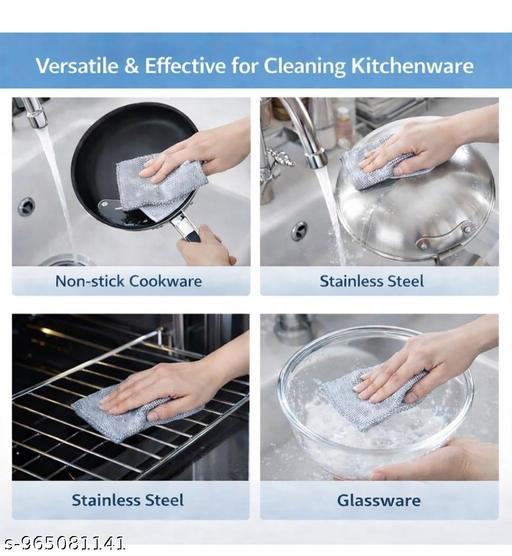 Versatile & Effective for Cleaning Kitchenware
Non-stick Cookware
Stainless Steel
Stainless Steel
Glassware
s-965081141